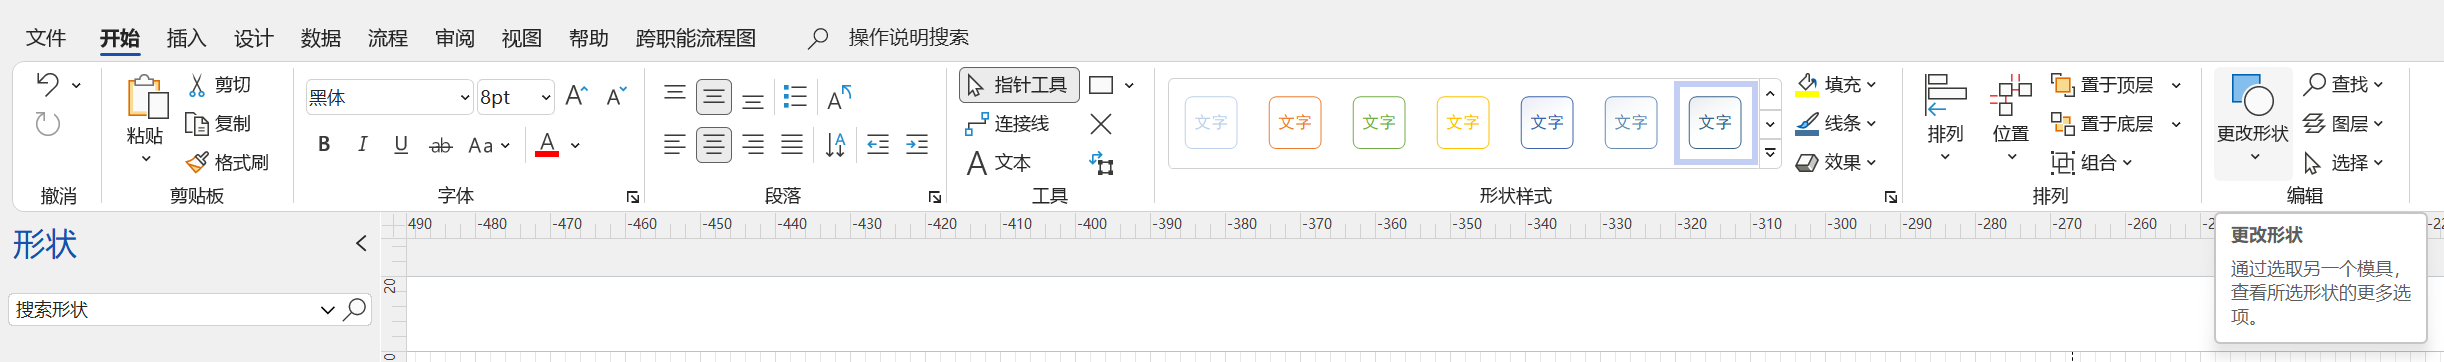 文件 开始 插入 设计 数据 流程 审阅 视图 帮助 跨职能流程图 操作说明搜索
剪切 黑体 8pt A A A 指针工具 填充 置于顶层 查找
粘贴 复制 连接线 文字 文字 文字 文字 文字 文字 文字 线条 排列 位置 置于底层 更改形状 图层
格式刷 B I U ab Aa A A 文本 效果 组合 选择
撤消 剪贴板 字体 段落 工具 形状样式 排列 编辑
490 -480 -470 -460 -450 -440 -430 -420 -410 -400 -390 -380 -370 -360 -350 -340 -330 -320 -310 -300 -290 -280 -270 -260
形状
更改形状
通过选取另一个模具,
查看所选形状的更多选
项。
搜索形状
20
0